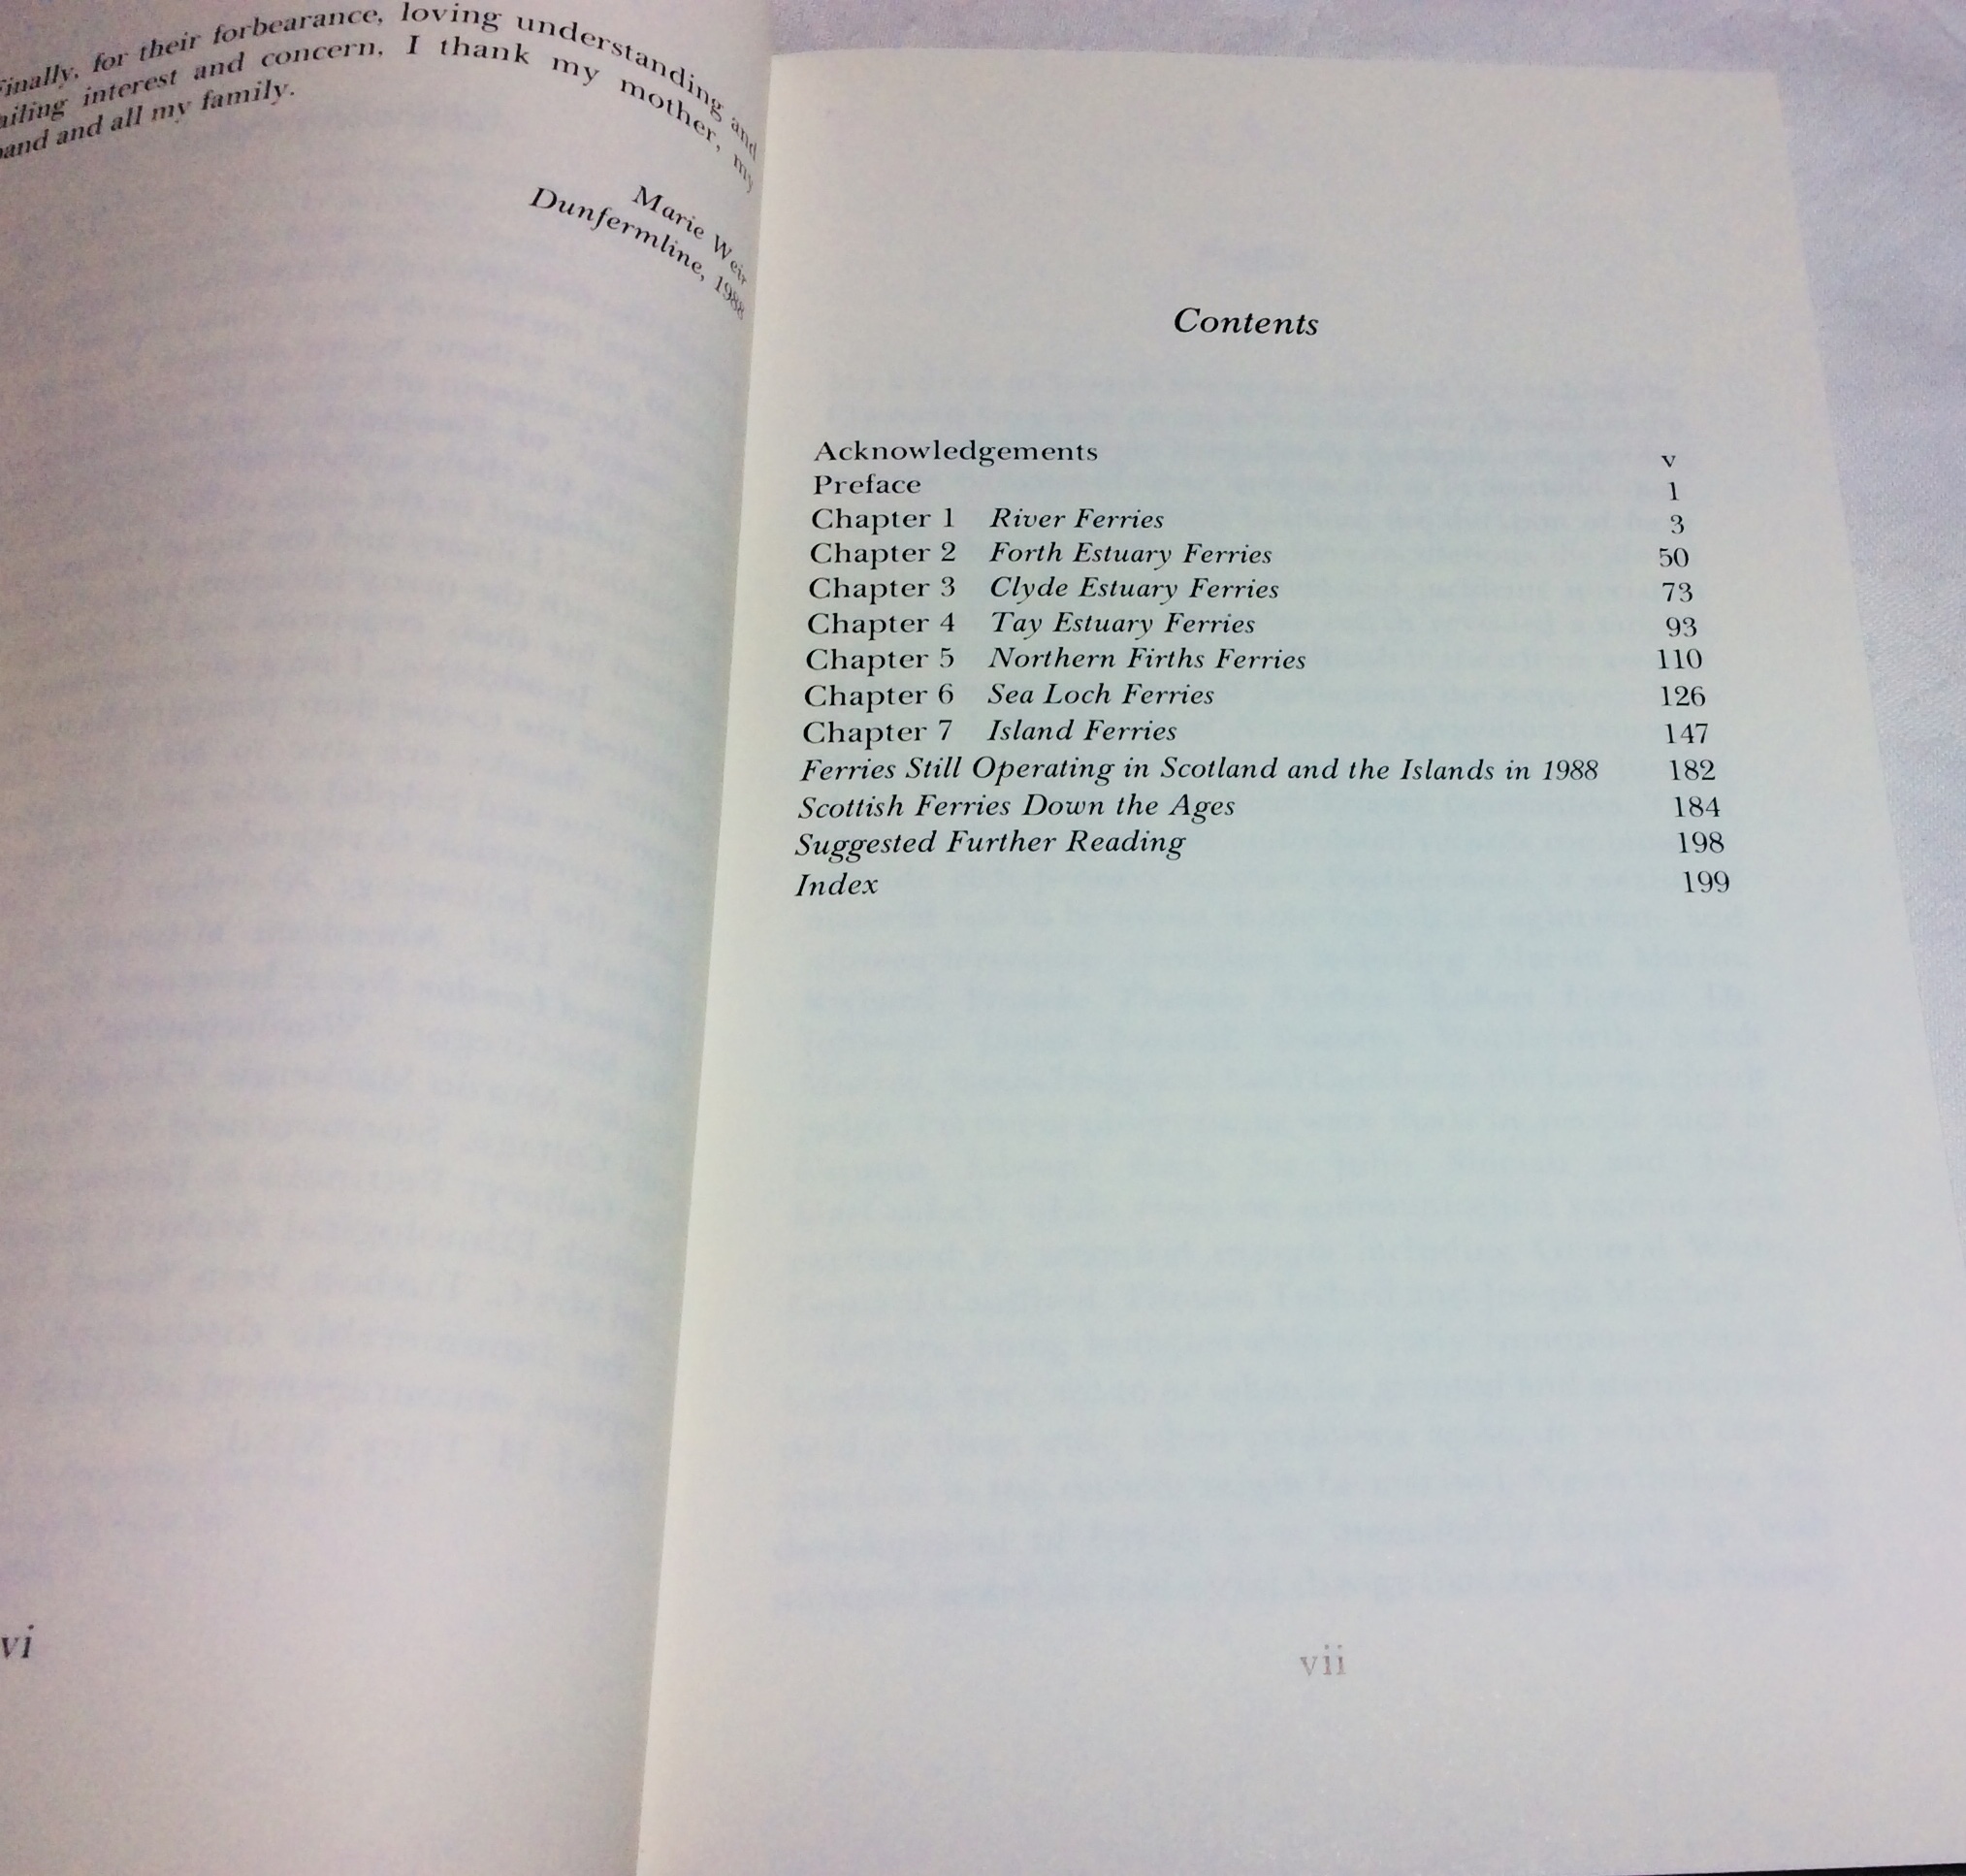 Finally, for their forbearance, loving understanding and
ailing interest and concern, I thank my mother, my
band and all my family.
Marie Weir
Dunfermline, 1988
vi
Contents
Acknowledgements v
Preface 1
Chapter 1 River Ferries 3
Chapter 2 Forth Estuary Ferries 50
Chapter 3 Clyde Estuary Ferries 73
Chapter 4 Tay Estuary Ferries 93
Chapter 5 Northern Firths Ferries 110
Chapter 6 Sea Loch Ferries 126
Chapter 7 Island Ferries 147
Ferries Still Operating in Scotland and the Islands in 1988 182
Scottish Ferries Down the Ages 184
Suggested Further Reading 198
Index 199
vii